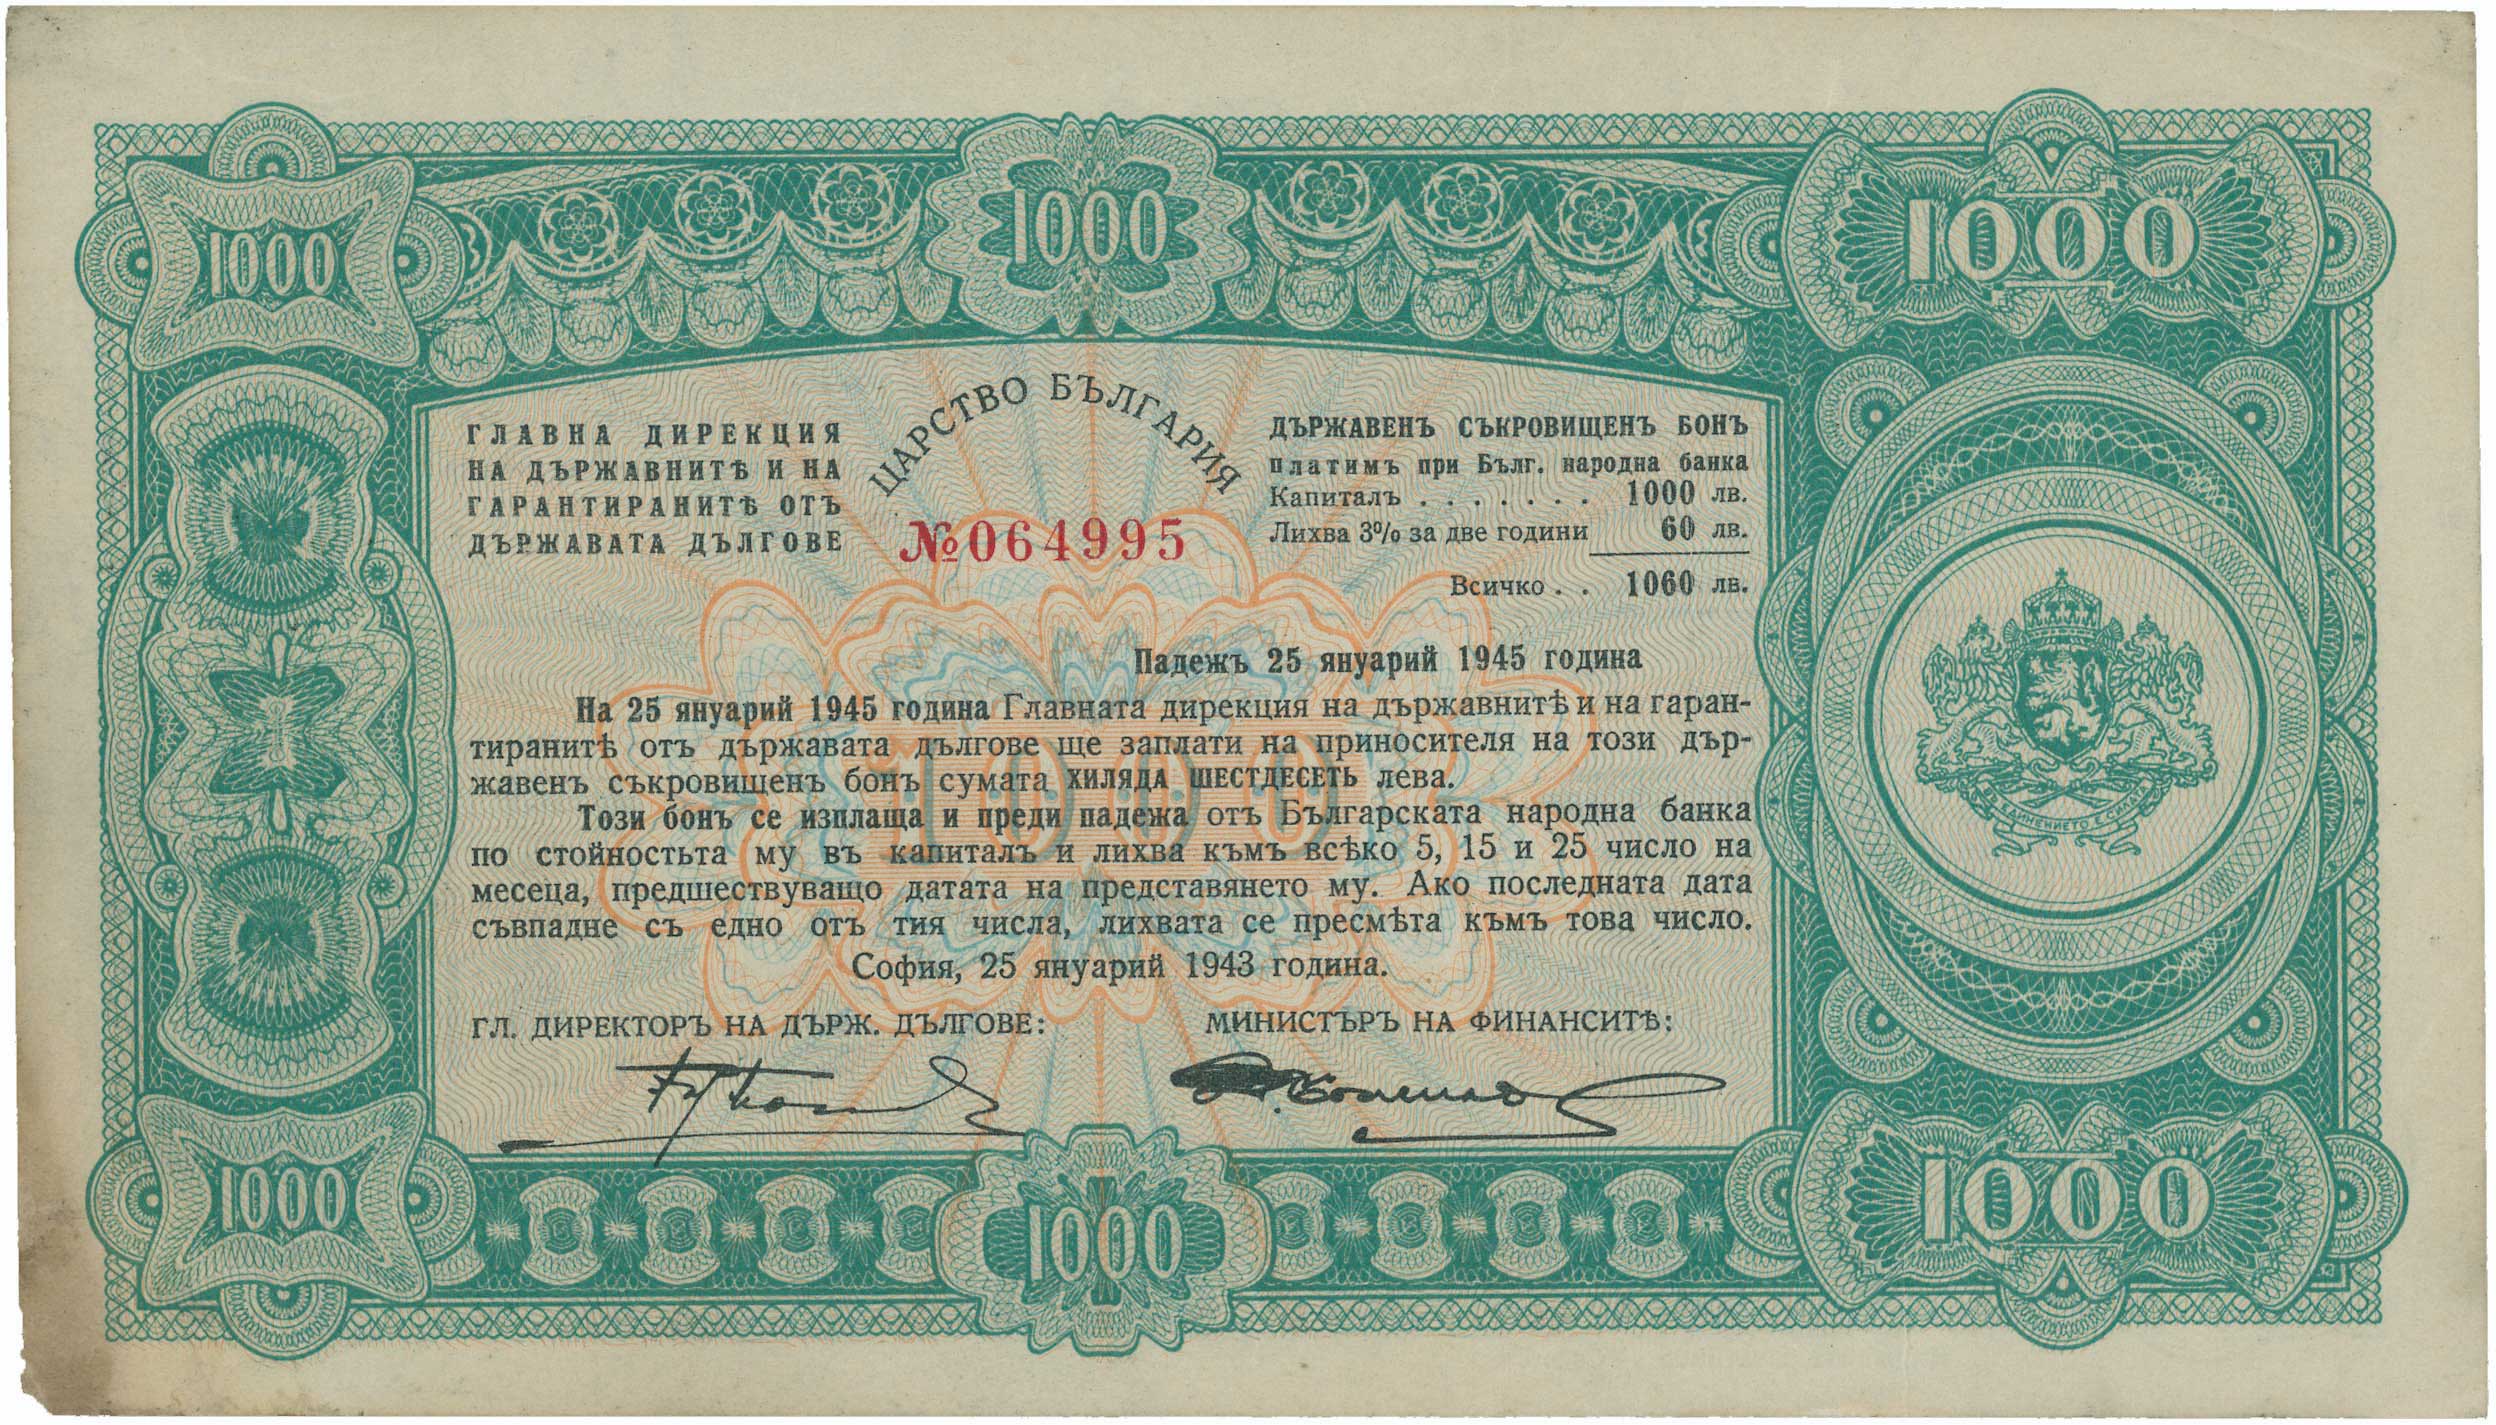 1000
1000
1000
ЦАРСТВО БЪЛГАРИЯ
ГЛАВНА ДИРЕКЦИЯ
НА ДЪРЖАВНИТѢ И НА
ГАРАНТИРАНИТѢ ОТЪ
ДЪРЖАВАТА ДЪЛГОВЕ
№064995
ДЪРЖАВЕНЪ СЪКРОВИЩЕНЪ БОНЪ
платимъ при Бълг. народна банка
Капиталъ . . . . . . . 1000 лв.
Лихва 3% за две години 60 лв.
Всичко . . 1060 лв.
Падежъ 25 януарий 1945 година
На 25 януарий 1945 година Главната дирекция на държавнитѣ и на гаран-
тиранитѣ отъ държавата дългове ще заплати на приносителя на този дър-
жавенъ съкровищенъ бонъ сумата ХИЛЯДА ШЕСТДЕСЕТЬ лева.
Този бонъ се изплаща и преди падежа отъ Българската народна банка
по стойностьта му въ капиталъ и лихва къмъ всѣко 5, 15 и 25 число на
месеца, предшествуващо датата на представянето му. Ако последната дата
съвпадне съ едно отъ тия числа, лихвата се пресмѣта къмъ това число.
София, 25 януарий 1943 година.
ГЛ. ДИРЕКТОРЪ НА ДЪРЖ. ДЪЛГОВЕ:
МИНИСТЪРЪ НА ФИНАНСИТѢ:
1000
СЪЕДИНЕНИЕТО Е СИЛАТА
1000
1000
1000